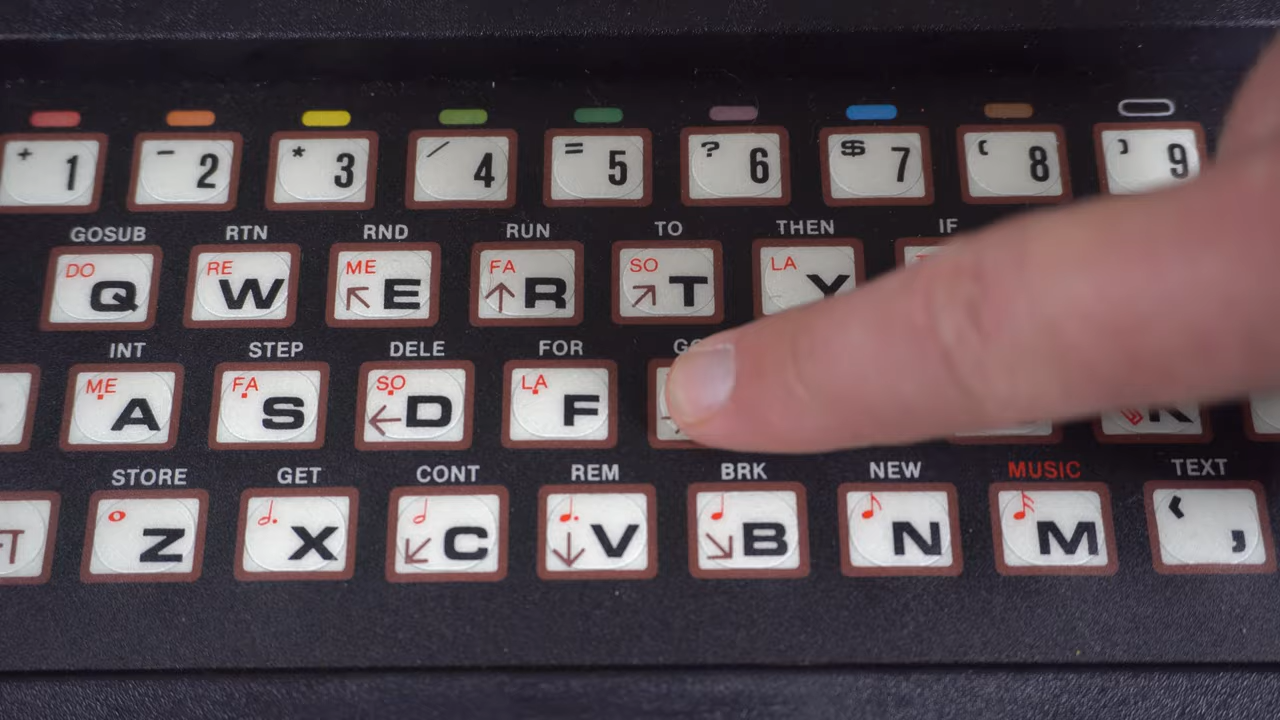 + 1 - 2 * 3 / 4 = 5 ? 6 $ 7 ( 8 ) 9
GOSUB RTN RND RUN TO THEN IF
DO Q RE W ME ↖ E FA ↑ R SO ↗ T LA Y
INT STEP DELE FOR
ME A FA S SO ← D LA F K
STORE GET CONT REM BRK NEW MUSIC TEXT
Z X ↙ C ↓ V ↘ B N M ‘ ,